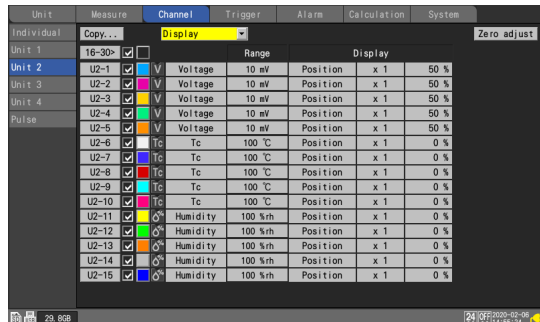 Unit Measure Channel Trigger Alarm Calculation System
Individual Copy... Display Zero adjust
Unit 1 16-30> Range Display
Unit 2 U2-1 V Voltage 10 mV Position x 1 50 %
U2-2 V Voltage 10 mV Position x 1 50 %
Unit 3 U2-3 V Voltage 10 mV Position x 1 50 %
Unit 4 U2-4 V Voltage 10 mV Position x 1 50 %
Pulse U2-5 V Voltage 10 mV Position x 1 50 %
U2-6 Tc Tc 100 ℃ Position x 1 0 %
U2-7 Tc Tc 100 ℃ Position x 1 0 %
U2-8 Tc Tc 100 ℃ Position x 1 0 %
U2-9 Tc Tc 100 ℃ Position x 1 0 %
U2-10 Tc Tc 100 ℃ Position x 1 0 %
U2-11 Humidity 100 %rh Position x 1 0 %
U2-12 Humidity 100 %rh Position x 1 0 %
U2-13 Humidity 100 %rh Position x 1 0 %
U2-14 Humidity 100 %rh Position x 1 0 %
U2-15 Humidity 100 %rh Position x 1 0 %
29.8GB 24 OFF 2020-02-06